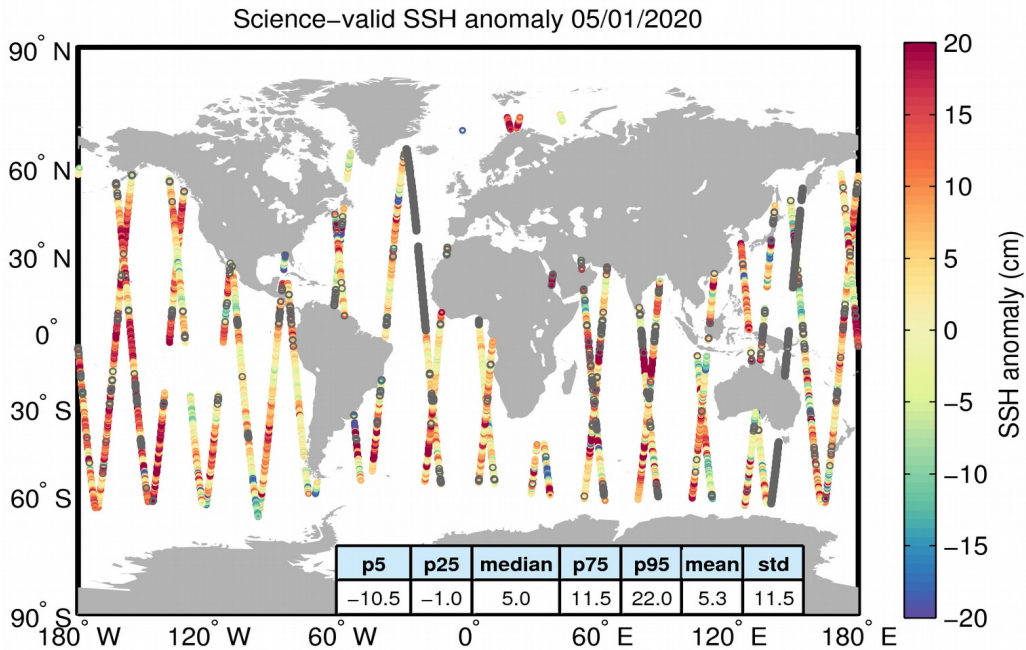 Science−valid SSH anomaly 05/01/2020
90° N
60° N
30° N
0°
30° S
60° S
90° S
180° W
120° W
60° W
0°
60° E
120° E
180° E
p5 p25 median p75 p95 mean std
−10.5 −1.0 5.0 11.5 22.0 5.3 11.5
20
15
10
5
0
−5
−10
−15
−20
SSH anomaly (cm)